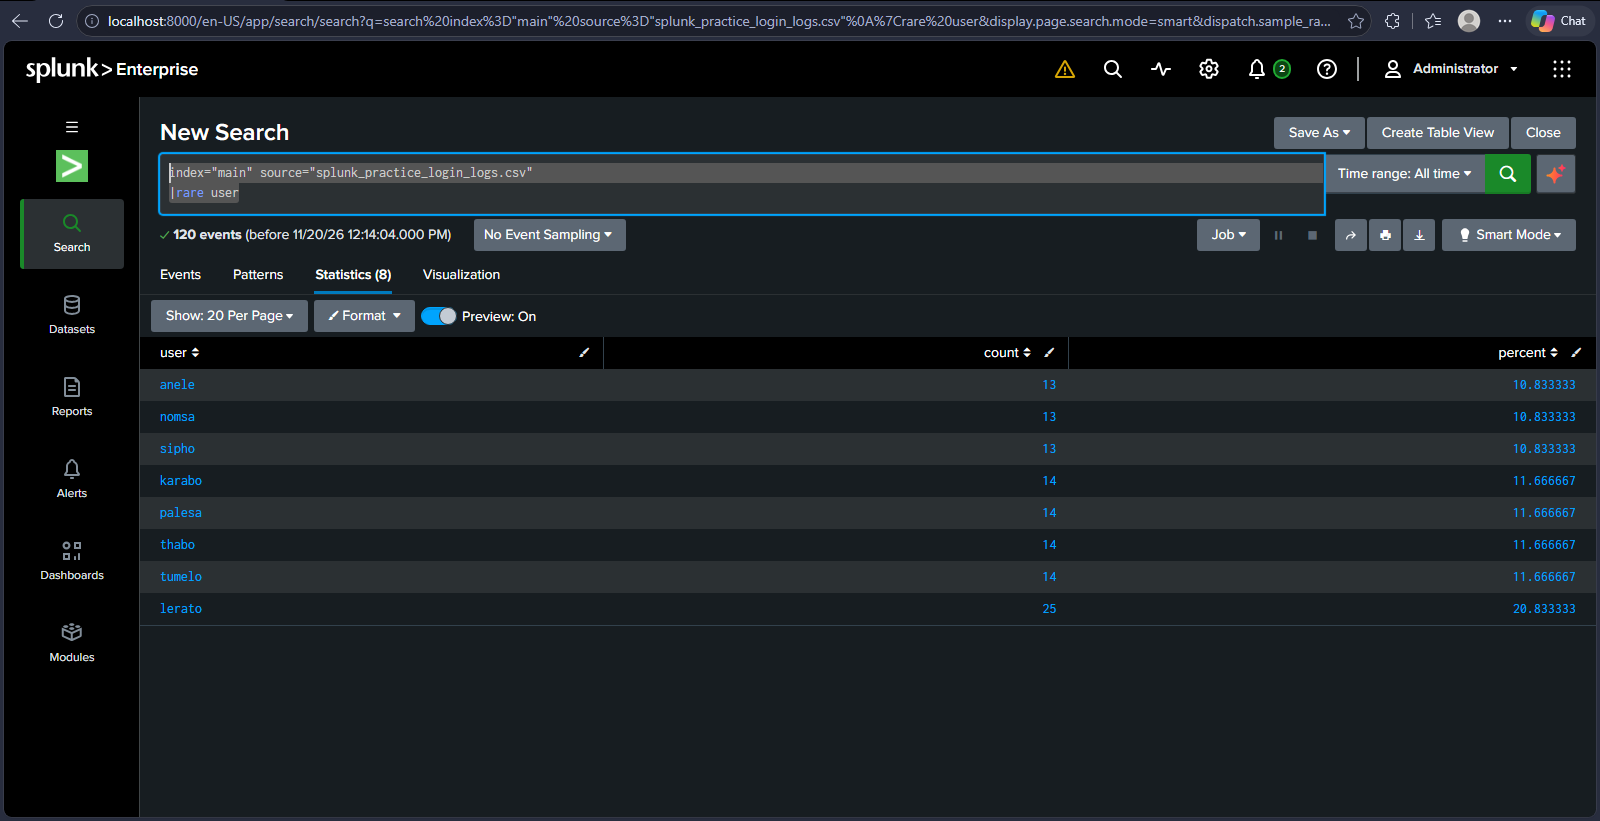 localhost:8000/en-US/app/search/search?q=search%20index%3D"main"%20source%3D"splunk_practice_login_logs.csv"%0A%7Crare%20user&display.page.search.mode=smart&dispatch.sample_ra...
Chat
splunk>Enterprise
2
Administrator
New Search
Save As
Create Table View
Close
index="main" source="splunk_practice_login_logs.csv"
|rare user
Time range: All time
120 events (before 11/20/26 12:14:04.000 PM)
No Event Sampling
Job
Smart Mode
Events
Patterns
Statistics (8)
Visualization
Show: 20 Per Page
Format
Preview: On
user count percent
anele 13 10.833333
nomsa 13 10.833333
sipho 13 10.833333
karabo 14 11.666667
palesa 14 11.666667
thabo 14 11.666667
tumelo 14 11.666667
lerato 25 20.833333
Search
Datasets
Reports
Alerts
Dashboards
Modules